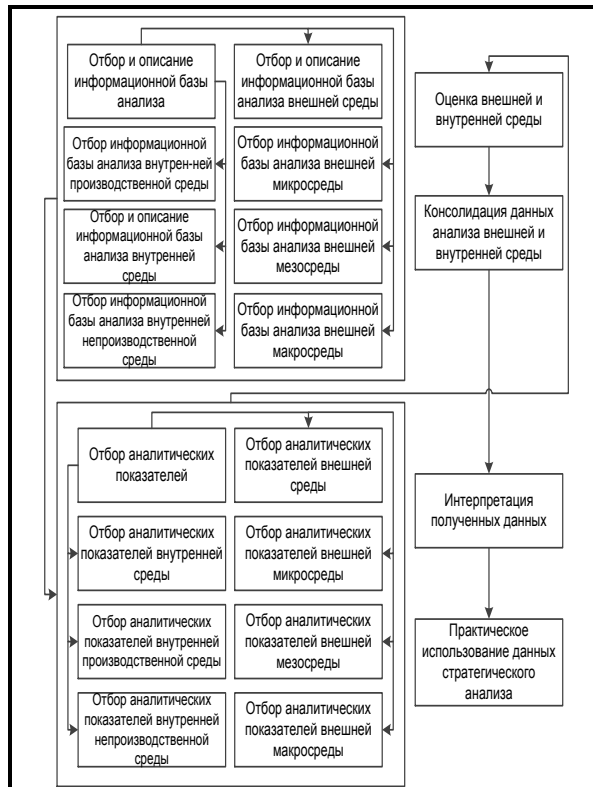 Отбор и описание
информационной базы
анализа
Отбор и описание
информационной базы
анализа внешней среды
Отбор информационной
базы анализа внутрен-ней
производственной среды
Отбор информационной
базы анализа внешней
микросреды
Отбор и описание
информационной базы
анализа внутренней
среды
Отбор информационной
базы анализа внешней
мезосреды
Отбор информационной
базы анализа внутренней
непроизводственной
среды
Отбор информационной
базы анализа внешней
макросреды
Отбор аналитических
показателей
Отбор аналитических
показателей внешней
среды
Отбор аналитических
показателей внутренней
среды
Отбор аналитических
показателей внешней
микросреды
Отбор аналитических
показателей внутренней
производственной среды
Отбор аналитических
показателей внешней
мезосреды
Отбор аналитических
показателей внутренней
непроизводственной
среды
Отбор аналитических
показателей внешней
макросреды
Оценка внешней и
внутренней среды
Консолидация данных
анализа внешней и
внутренней среды
Интерпретация
полученных данных
Практическое
использование данных
стратегического
анализа